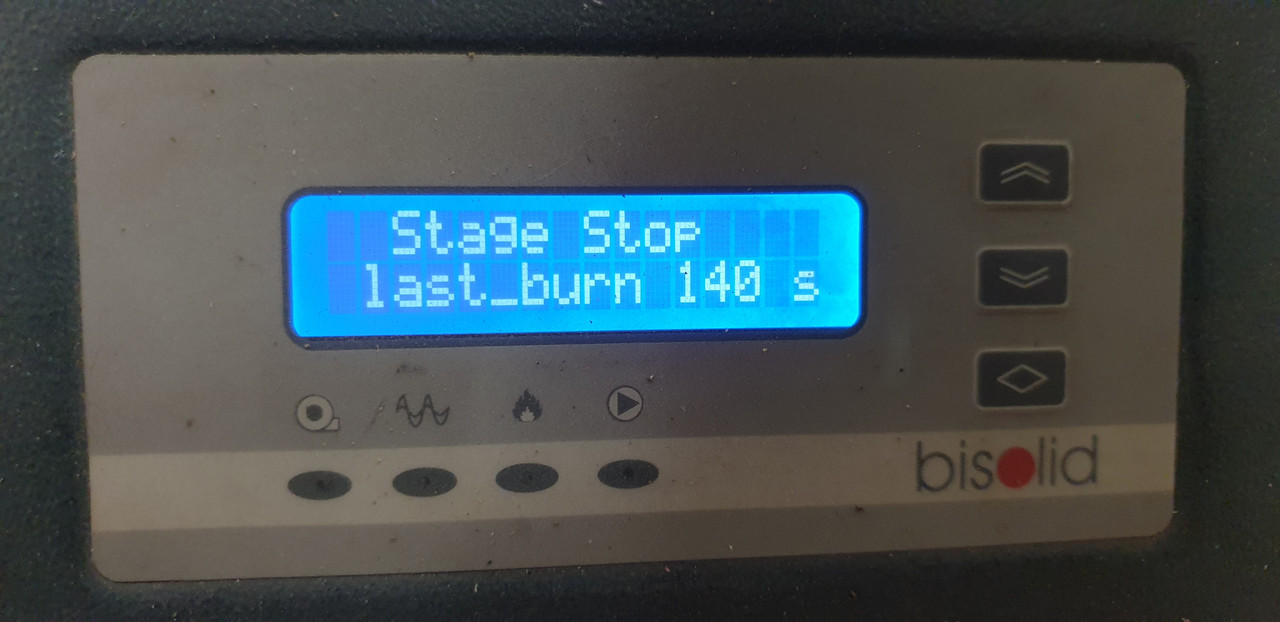 Stage Stop
last_burn 140 s
bisolid